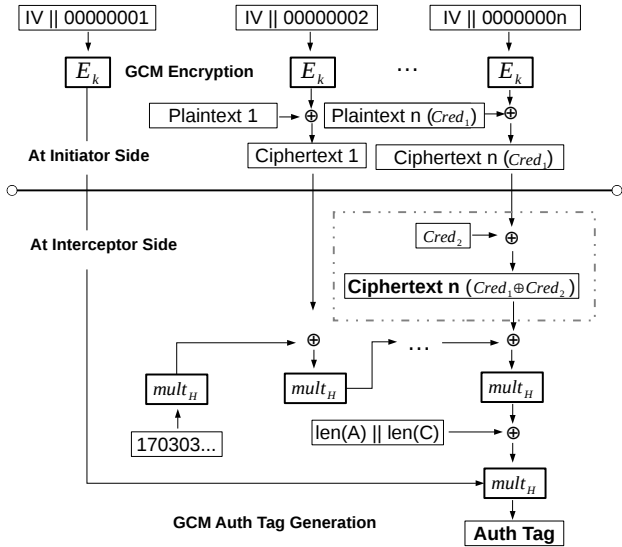 IV || 00000001 IV || 00000002 IV || 0000000n
E_k GCM Encryption E_k ... E_k
Plaintext 1 ⊕ Plaintext n (Cred_1) ⊕
At Initiator Side Ciphertext 1 Ciphertext n (Cred_1)
At Interceptor Side Cred_2 ⊕
Ciphertext n (Cred_1⊕Cred_2)
⊕ ... ⊕
mult_H mult_H mult_H
170303... len(A) || len(C) ⊕
mult_H
GCM Auth Tag Generation
Auth Tag